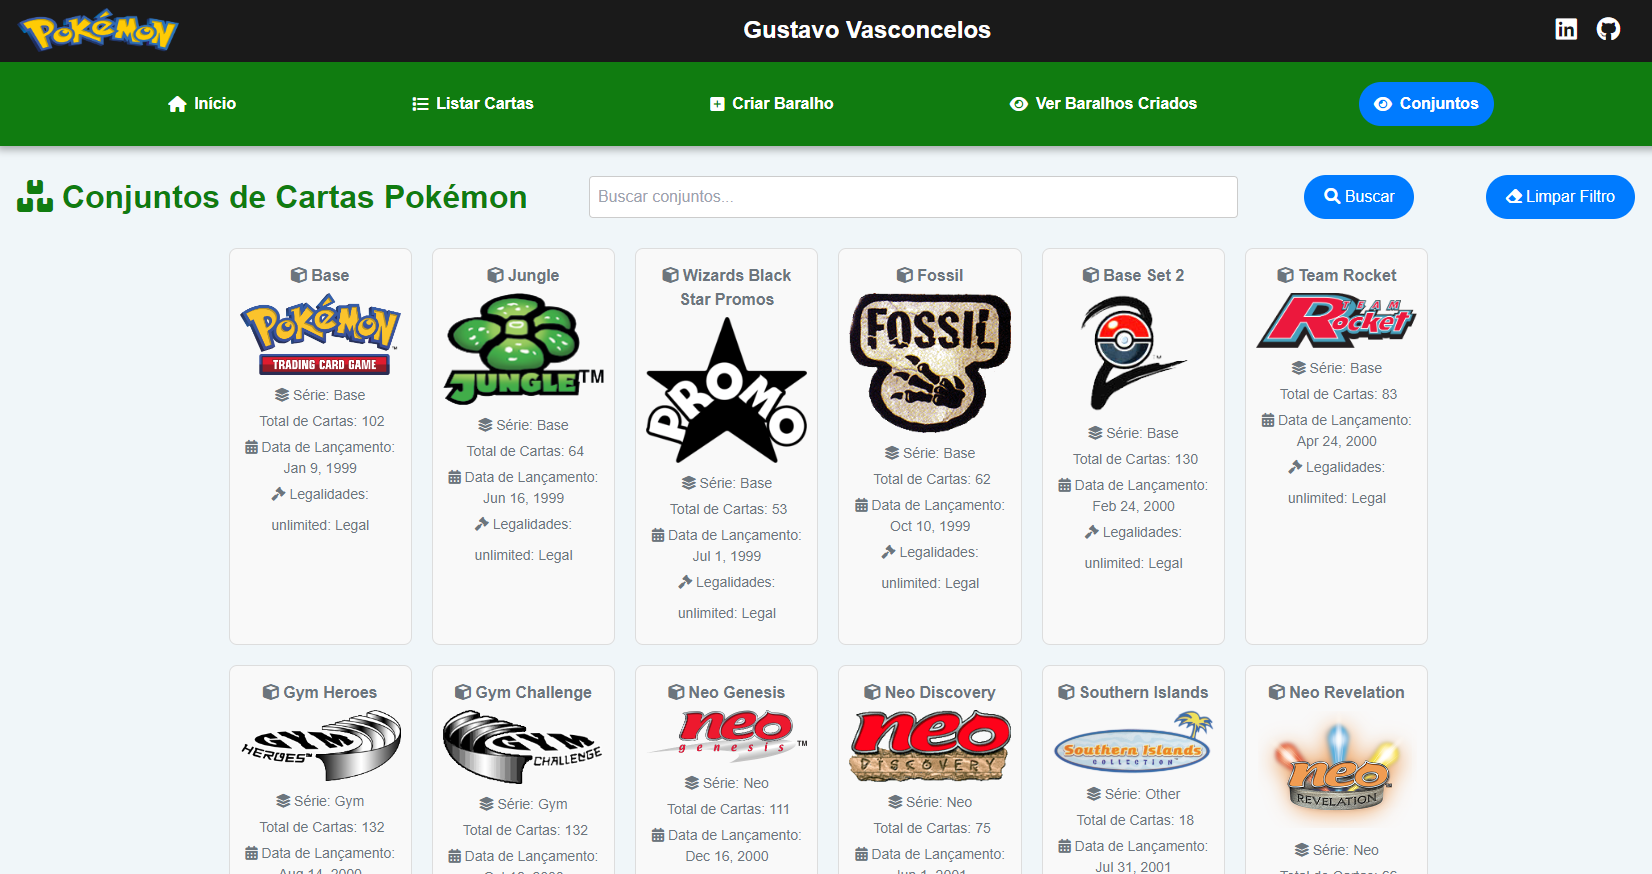 POKÉMON
Gustavo Vasconcelos
Início
Listar Cartas
Criar Baralho
Ver Baralhos Criados
Conjuntos
Conjuntos de Cartas Pokémon
Buscar conjuntos...
Buscar
Limpar Filtro
Base
POKÉMON
TRADING CARD GAME
Série: Base
Total de Cartas: 102
Data de Lançamento:
Jan 9, 1999
Legalidades:
unlimited: Legal
Jungle
JUNGLE TM
Série: Base
Total de Cartas: 64
Data de Lançamento:
Jun 16, 1999
Legalidades:
unlimited: Legal
Wizards Black
Star Promos
PROMO
Série: Base
Total de Cartas: 53
Data de Lançamento:
Jul 1, 1999
Legalidades:
unlimited: Legal
Fossil
FOSSIL
Série: Base
Total de Cartas: 62
Data de Lançamento:
Oct 10, 1999
Legalidades:
unlimited: Legal
Base Set 2
Série: Base
Total de Cartas: 130
Data de Lançamento:
Feb 24, 2000
Legalidades:
unlimited: Legal
Team Rocket
TEAM
Rocket
Série: Base
Total de Cartas: 83
Data de Lançamento:
Apr 24, 2000
Legalidades:
unlimited: Legal
Gym Heroes
GYM
HEROES
Série: Gym
Total de Cartas: 132
Data de Lançamento:
Aug 14, 2000
Gym Challenge
GYM
CHALLENGE
Série: Gym
Total de Cartas: 132
Data de Lançamento:
Neo Genesis
neo TM
genesis
Série: Neo
Total de Cartas: 111
Data de Lançamento:
Dec 16, 2000
Neo Discovery
neo
DISCOVERY
Série: Neo
Total de Cartas: 75
Data de Lançamento:
Jun 1, 2001
Southern Islands
Southern Islands
COLLECTION
Série: Other
Total de Cartas: 18
Data de Lançamento:
Jul 31, 2001
Neo Revelation
neo
REVELATION
Série: Neo